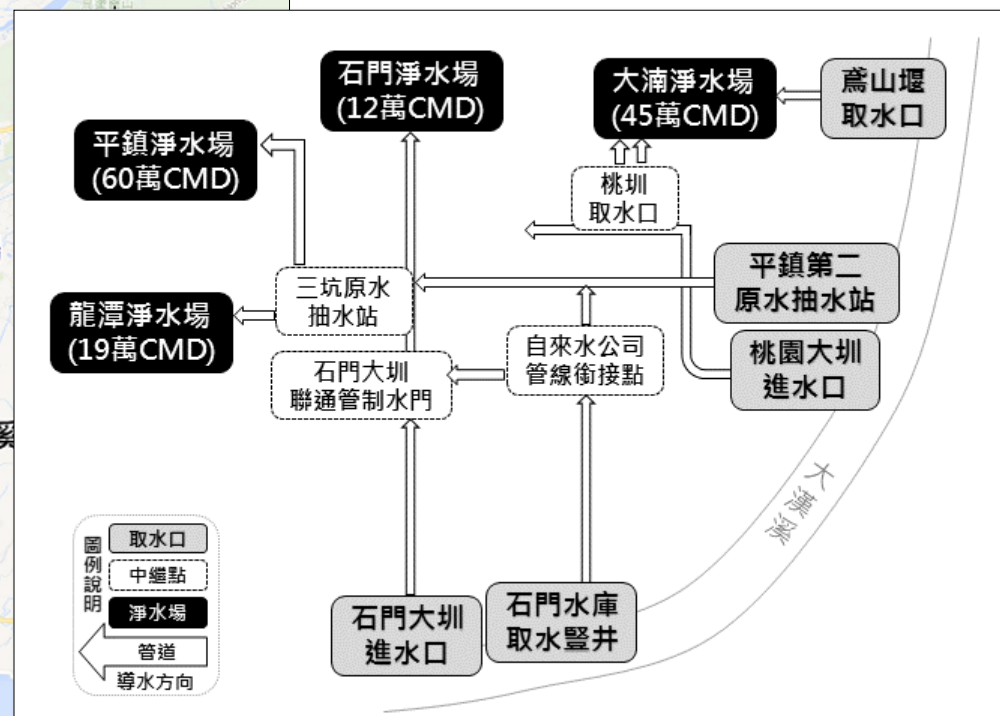 石門淨水場
(12萬CMD)
大湳淨水場
(45萬CMD)
鳶山堰
取水口
平鎮淨水場
(60萬CMD)
桃圳
取水口
平鎮第二
原水抽水站
三坑原水
抽水站
龍潭淨水場
(19萬CMD)
自來水公司
管線銜接點
桃園大圳
進水口
石門大圳
聯通管制水門
溪
大漢溪
圖例說明
取水口
中繼點
淨水場
管道
導水方向
石門大圳
進水口
石門水庫
取水豎井